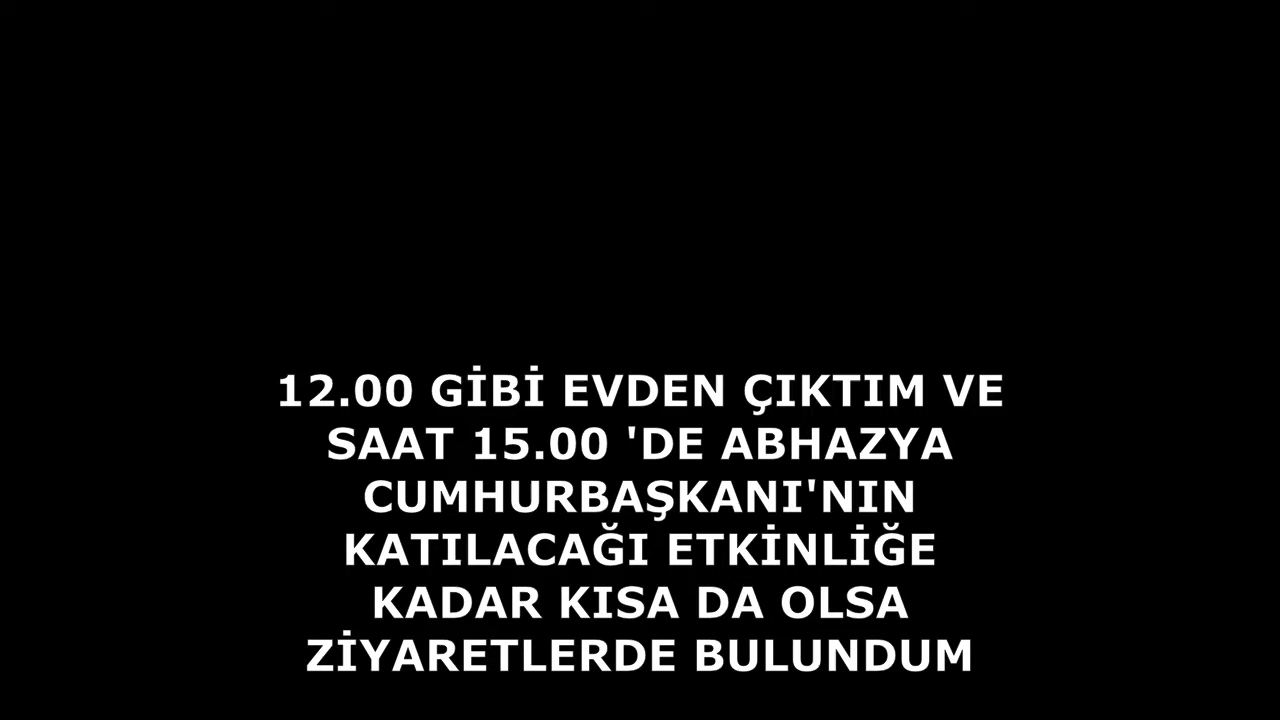 12.00 GİBİ EVDEN ÇIKTIM VE
SAAT 15.00 'DE ABHAZYA
CUMHURBAŞKANI'NIN
KATILACAĞI ETKİNLİĞE
KADAR KISA DA OLSA
ZİYARETLERDE BULUNDUM